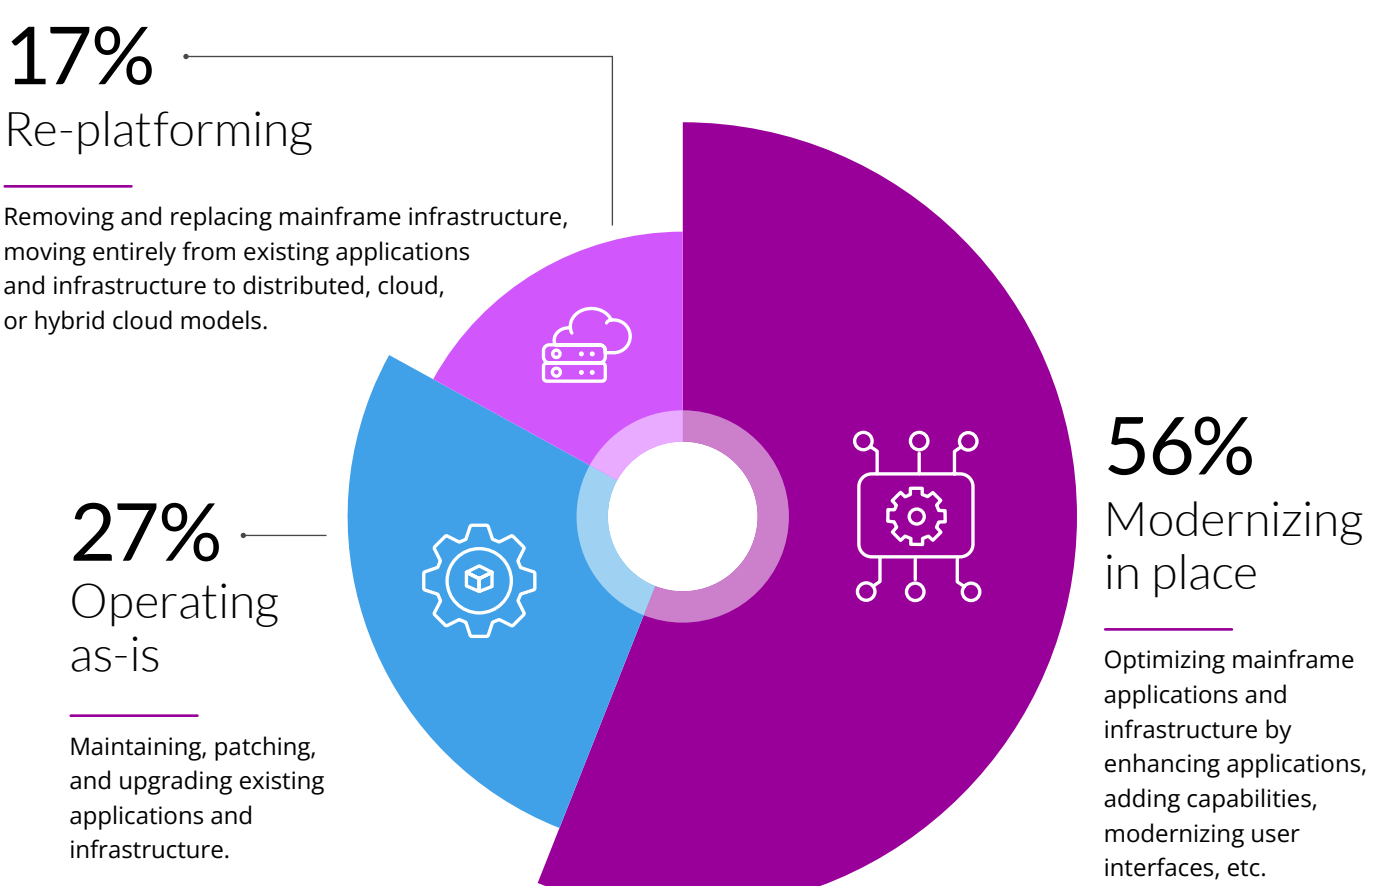 17%
Re-platforming
Removing and replacing mainframe infrastructure,
moving entirely from existing applications
and infrastructure to distributed, cloud,
or hybrid cloud models.
27%
Operating
as-is
Maintaining, patching,
and upgrading existing
applications and
infrastructure.
56%
Modernizing
in place
Optimizing mainframe
applications and
infrastructure by
enhancing applications,
adding capabilities,
modernizing user
interfaces, etc.